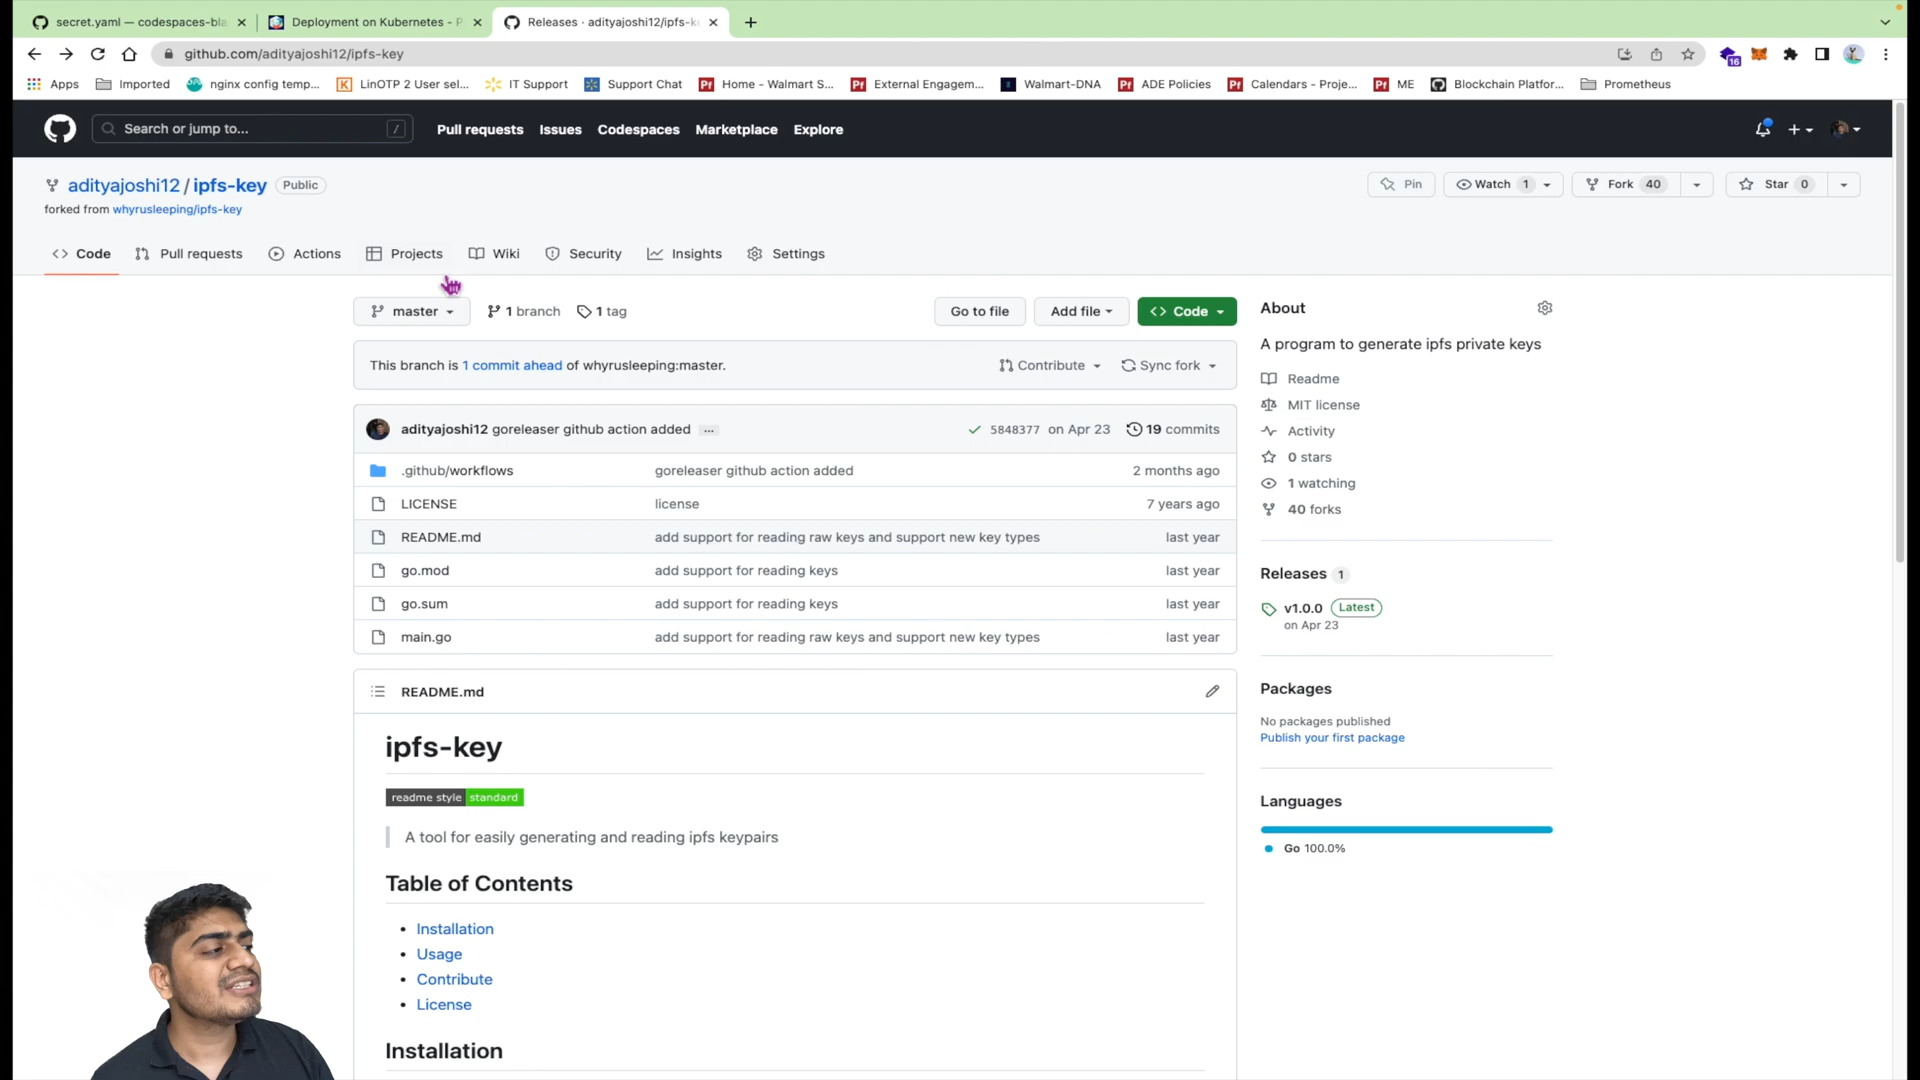 secret.yaml — codespaces-bla
Deployment on Kubernetes - P
Releases · adityajoshi12/ipfs-k
github.com/adityajoshi12/ipfs-key
16
Apps
Imported
nginx config temp...
LinOTP 2 User sel...
IT Support
Support Chat
Home - Walmart S...
External Engagem...
Walmart-DNA
ADE Policies
Calendars - Proje...
ME
Blockchain Platfor...
Prometheus
Search or jump to... /
Pull requests
Issues
Codespaces
Marketplace
Explore
adityajoshi12 / ipfs-key Public
forked from whyrusleeping/ipfs-key
Pin
Watch 1
Fork 40
Star 0
Code
Pull requests
Actions
Projects
Wiki
Security
Insights
Settings
master
1 branch
1 tag
Go to file
Add file
Code
This branch is 1 commit ahead of whyrusleeping:master.
Contribute
Sync fork
adityajoshi12 goreleaser github action added ...
5848377 on Apr 23
19 commits
.github/workflows goreleaser github action added 2 months ago
LICENSE license 7 years ago
README.md add support for reading raw keys and support new key types last year
go.mod add support for reading keys last year
go.sum add support for reading keys last year
main.go add support for reading raw keys and support new key types last year
README.md
ipfs-key
readme style standard
A tool for easily generating and reading ipfs keypairs
Table of Contents
• Installation
• Usage
• Contribute
• License
Installation
About
A program to generate ipfs private keys
Readme
MIT license
Activity
0 stars
1 watching
40 forks
Releases 1
v1.0.0 Latest
on Apr 23
Packages
No packages published
Publish your first package
Languages
Go 100.0%